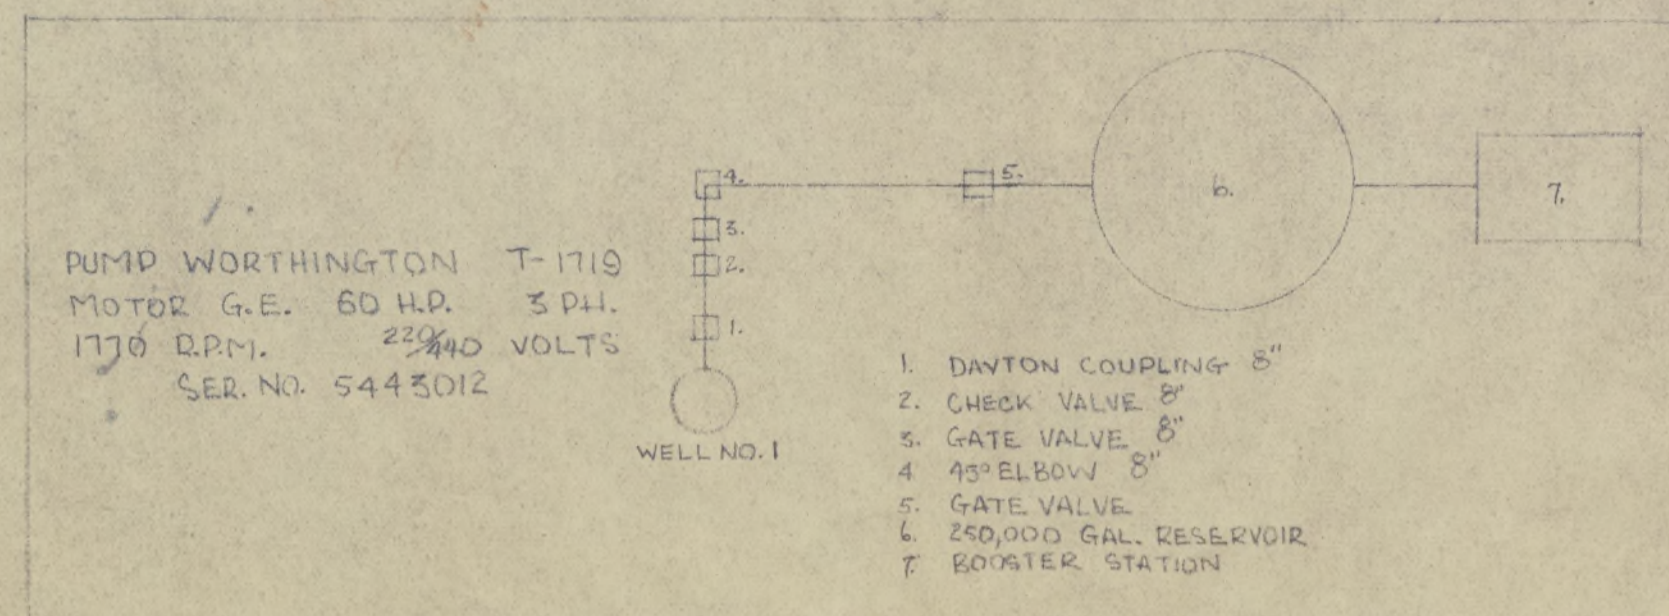 PUMP WORTHINGTON T-1719
MOTOR G.E. 60 H.P. 3 PH.
1770 R.P.M. 220/440 VOLTS
SER. NO. 5443012
4.
5.
3.
2.
1.
6.
7.
WELL NO. 1
1. DAYTON COUPLING 8"
2. CHECK VALVE 8"
3. GATE VALVE 8"
4 45° ELBOW 8"
5. GATE VALVE
6. 250,000 GAL. RESERVOIR
7. BOOSTER STATION